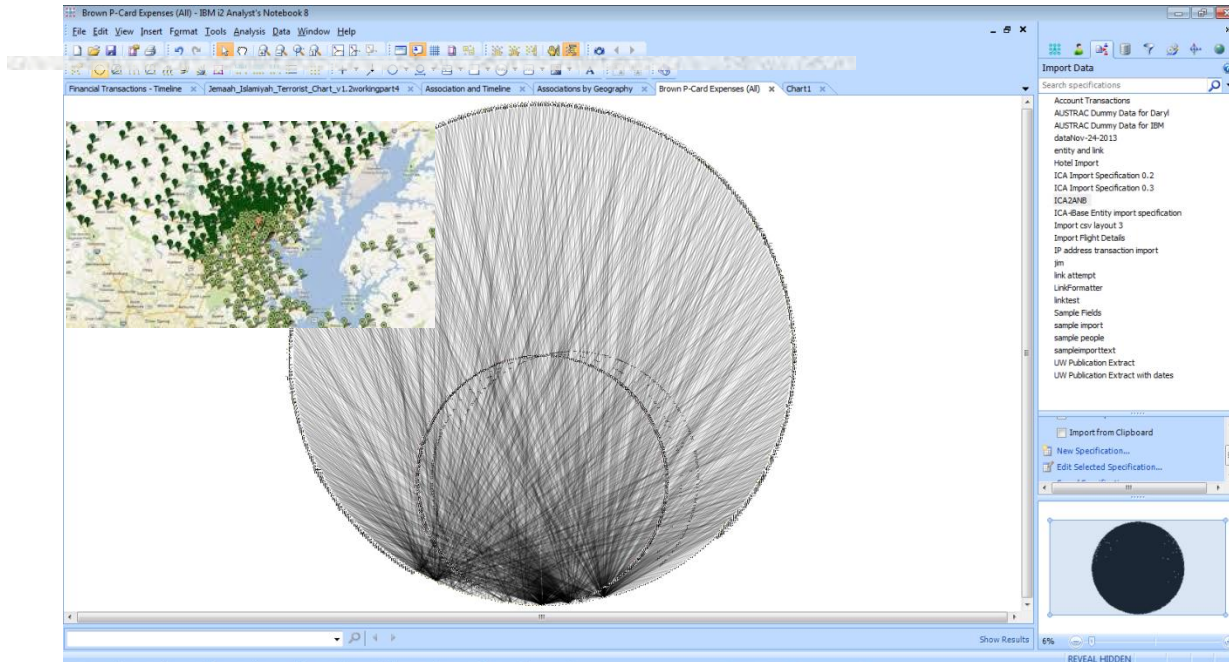 Brown P-Card Expenses (All) - IBM i2 Analyst's Notebook 8
File Edit View Insert Format Tools Analysis Data Window Help
Financial Transactions - Timeline
Jemaah_Islamiyah_Terrorist_Chart_v1.2workingpart4
Association and Timeline
Associations by Geography
Brown P-Card Expenses (All)
Chart1
Import Data
Search specifications
Account Transactions
AUSTRAC Dummy Data for Daryl
AUSTRAC Dummy Data for IBM
dataNov-24-2013
entity and link
Hotel Import
ICA Import Specification 0.2
ICA Import Specification 0.3
ICA2ANB
ICA-iBase Entity import specification
Import csv layout 3
Import Flight Details
IP address transaction import
jim
link attempt
LinkFormatter
linktest
Sample Fields
sample import
sample people
sampleimporttext
UW Publication Extract
UW Publication Extract with dates
Import from Clipboard
New Specification...
Edit Selected Specification...
Show Results
6%
REVEAL HIDDEN